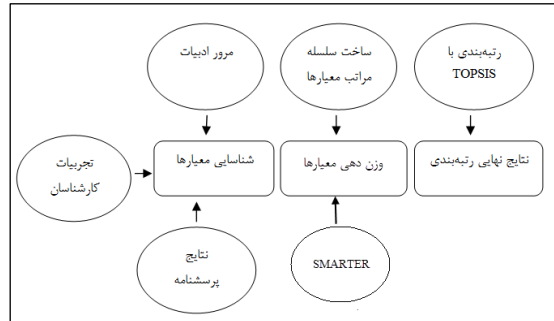 مرور ادبیات
ساخت سلسله
مراتب معیارها
رتبه‌بندی با
TOPSIS
تجربیات
کارشناسان
شناسایی معیارها
وزن دهی معیارها
نتایج نهایی رتبه‌بندی
نتایج
پرسشنامه
SMARTER